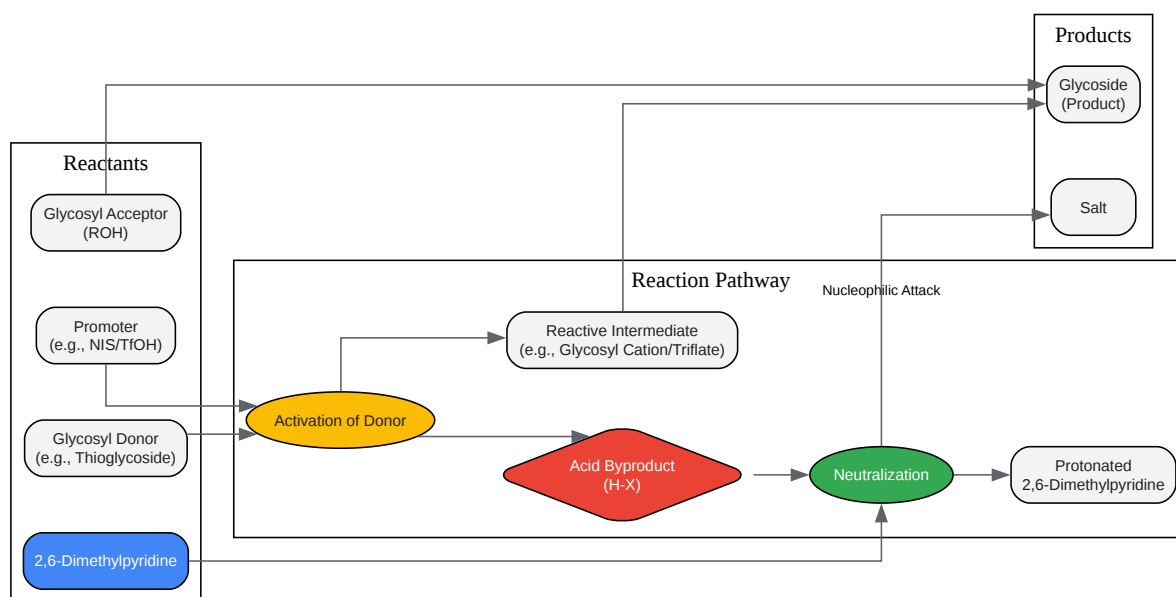 Products
Glycoside
(Product)
Salt
Reactants
Glycosyl Acceptor
(ROH)
Promoter
(e.g., NIS/TfOH)
Glycosyl Donor
(e.g., Thioglycoside)
2,6-Dimethylpyridine
Reaction Pathway
Nucleophilic Attack
Reactive Intermediate
(e.g., Glycosyl Cation/Triflate)
Activation of Donor
Acid Byproduct
(H-X)
Neutralization
Protonated
2,6-Dimethylpyridine